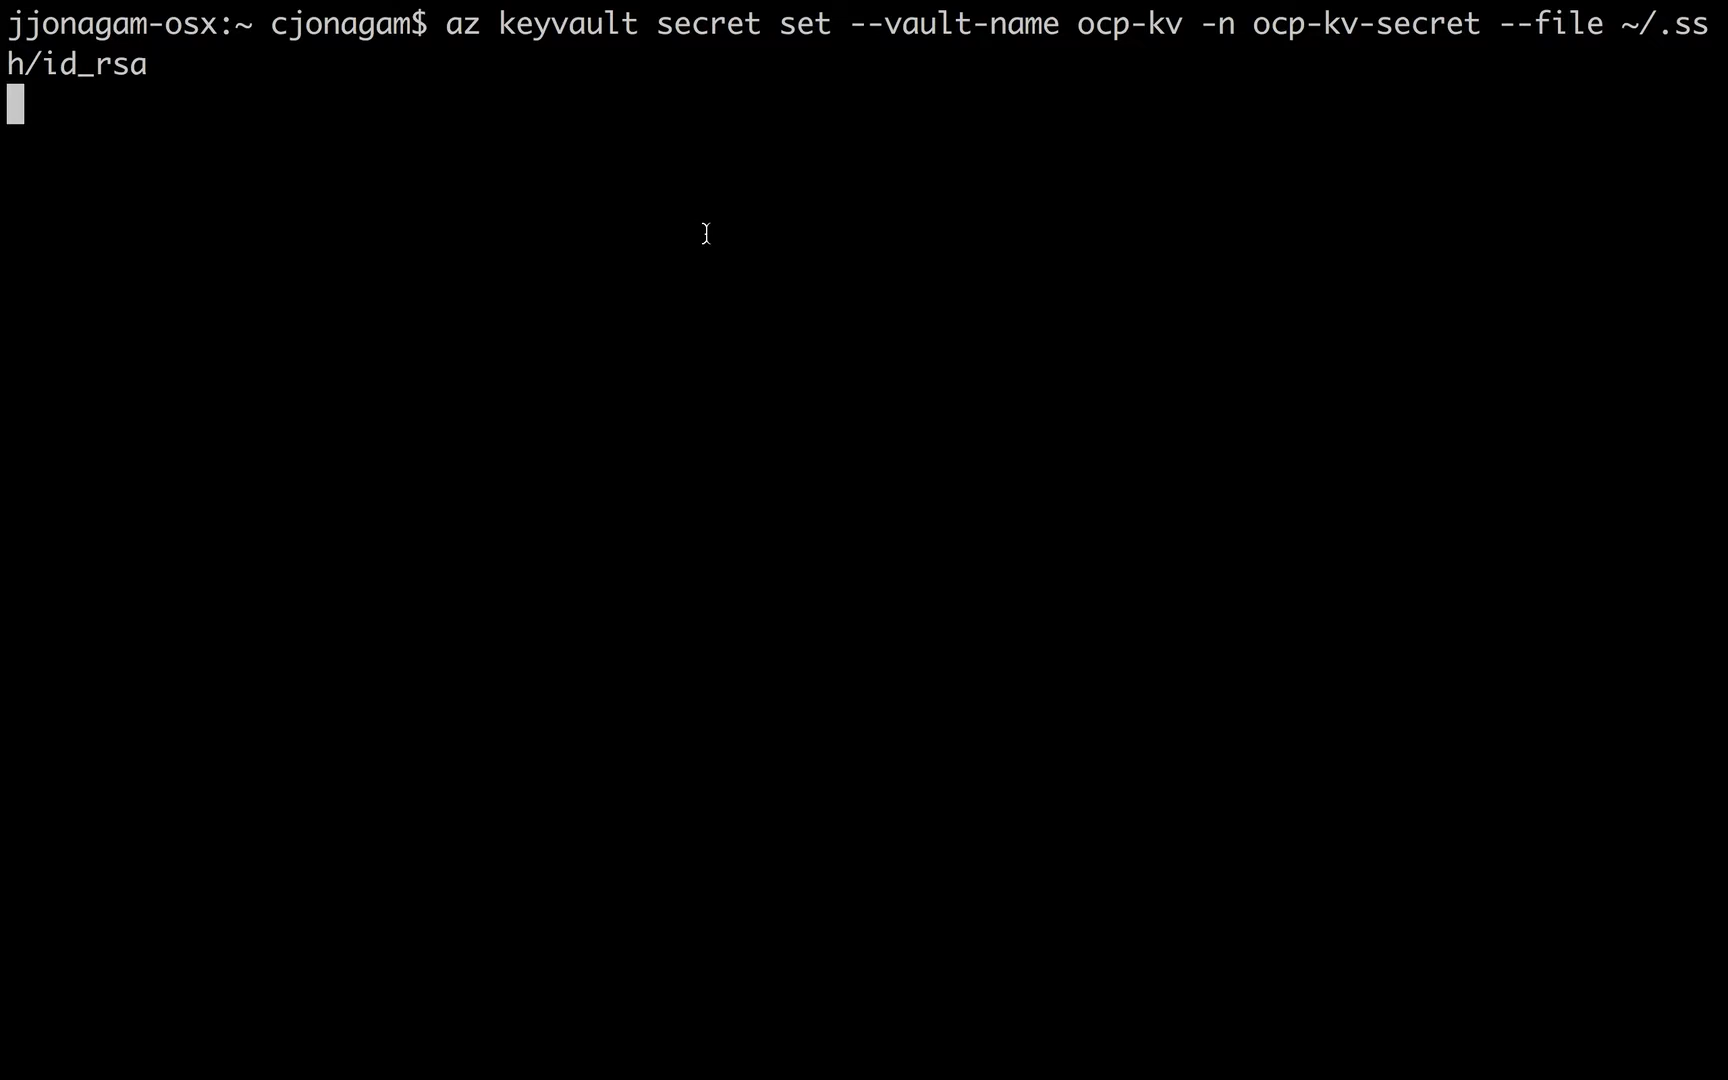 jjonagam-osx:~ cjonagam$ az keyvault secret set --vault-name ocp-kv -n ocp-kv-secret --file ~/.ss
h/id_rsa